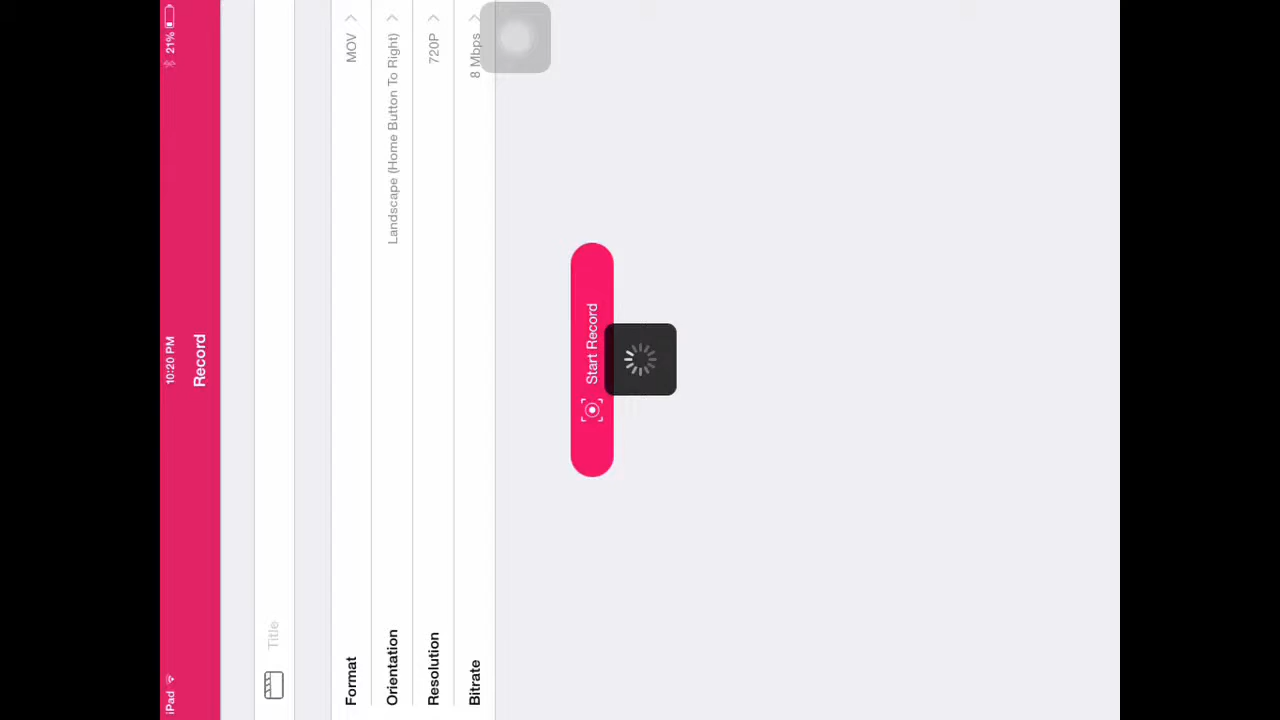 iPad 10:20 PM 21%
Record
Title
Format MOV
Orientation Landscape (Home Button To Right)
Resolution 720P
Bitrate 8 Mbps
Start Record